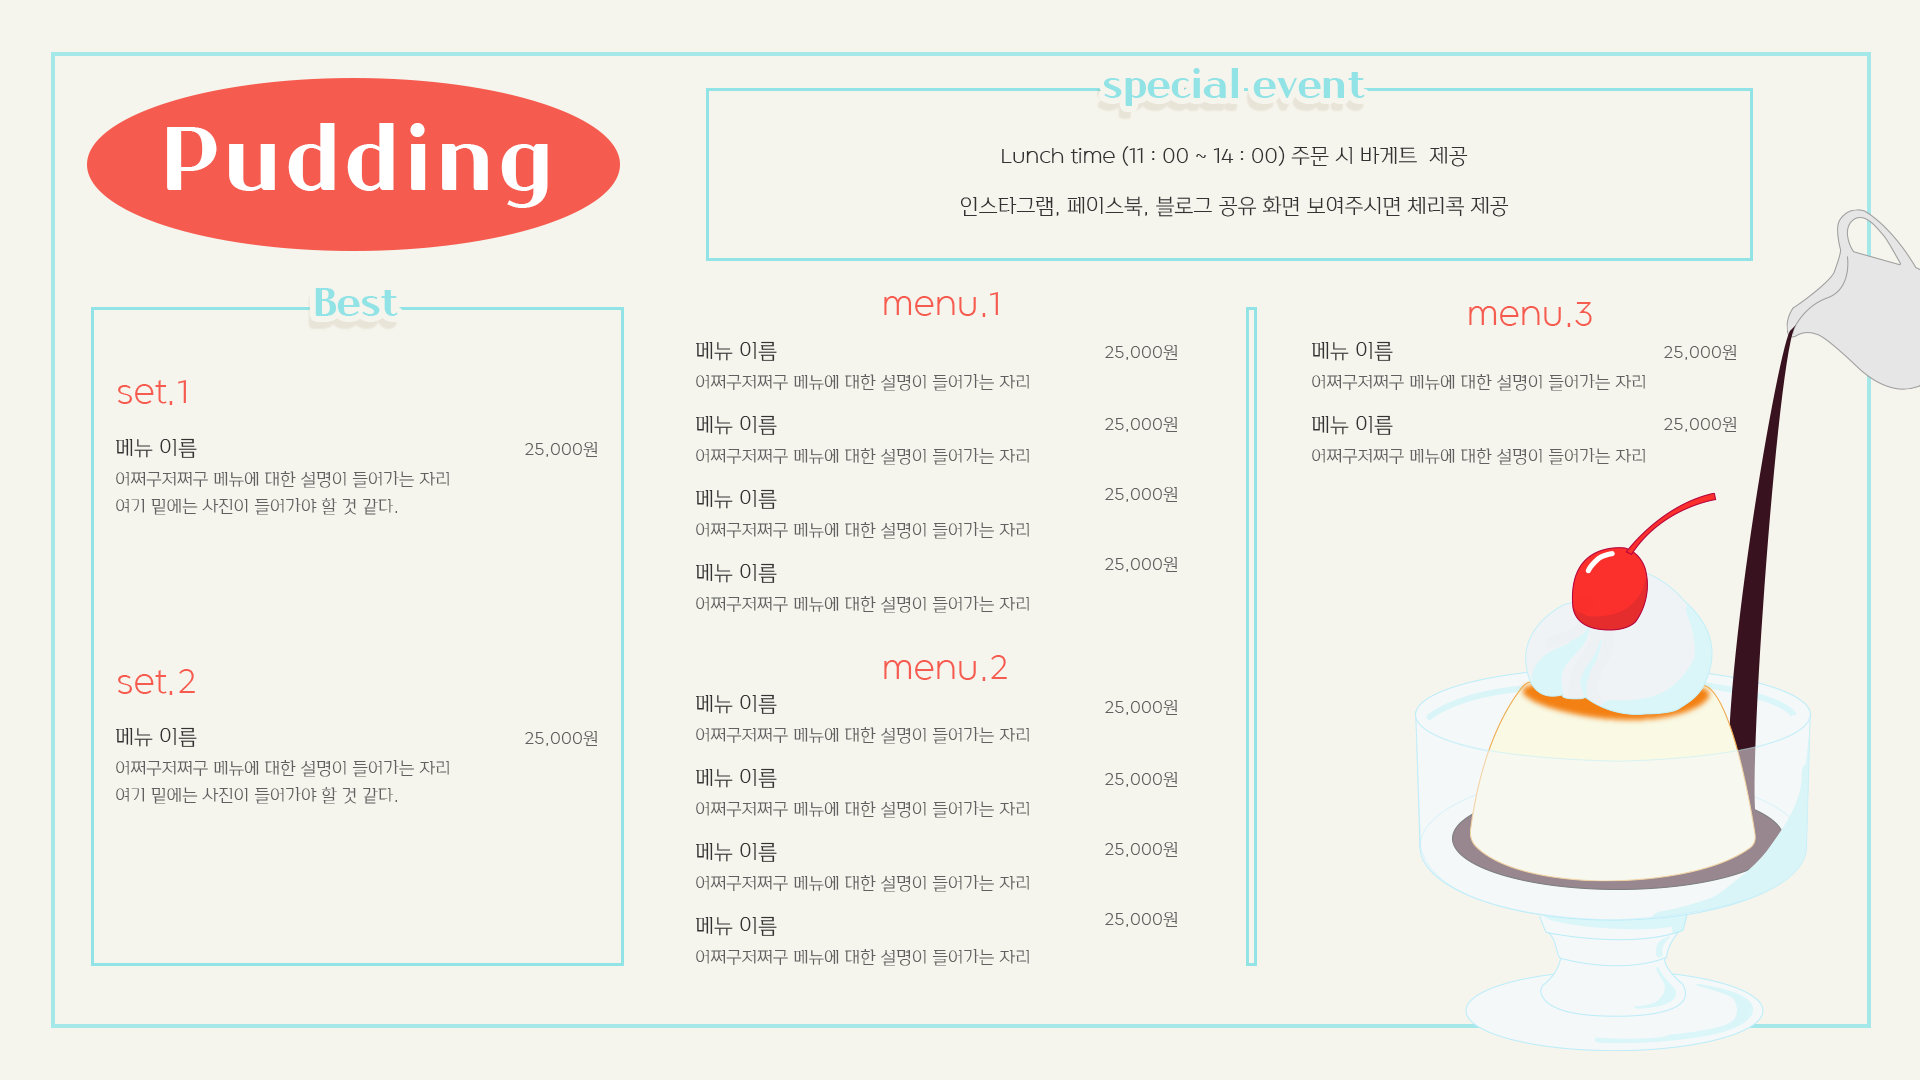 Pudding
special event
Lunch time (11 : 00 ~ 14 : 00) 주문 시 바게트 제공
인스타그램, 페이스북, 블로그 공유 화면 보여주시면 체리콕 제공
Best
set.1
메뉴 이름 25,000원
어쩌구저쩌구 메뉴에 대한 설명이 들어가는 자리
여기 밑에는 사진이 들어가야 할 것 같다.
set.2
메뉴 이름 25,000원
어쩌구저쩌구 메뉴에 대한 설명이 들어가는 자리
여기 밑에는 사진이 들어가야 할 것 같다.
menu.1
메뉴 이름 25,000원
어쩌구저쩌구 메뉴에 대한 설명이 들어가는 자리
메뉴 이름 25,000원
어쩌구저쩌구 메뉴에 대한 설명이 들어가는 자리
메뉴 이름 25,000원
어쩌구저쩌구 메뉴에 대한 설명이 들어가는 자리
메뉴 이름 25,000원
어쩌구저쩌구 메뉴에 대한 설명이 들어가는 자리
menu.2
메뉴 이름 25,000원
어쩌구저쩌구 메뉴에 대한 설명이 들어가는 자리
메뉴 이름 25,000원
어쩌구저쩌구 메뉴에 대한 설명이 들어가는 자리
메뉴 이름 25,000원
어쩌구저쩌구 메뉴에 대한 설명이 들어가는 자리
메뉴 이름 25,000원
어쩌구저쩌구 메뉴에 대한 설명이 들어가는 자리
menu.3
메뉴 이름 25,000원
어쩌구저쩌구 메뉴에 대한 설명이 들어가는 자리
메뉴 이름 25,000원
어쩌구저쩌구 메뉴에 대한 설명이 들어가는 자리